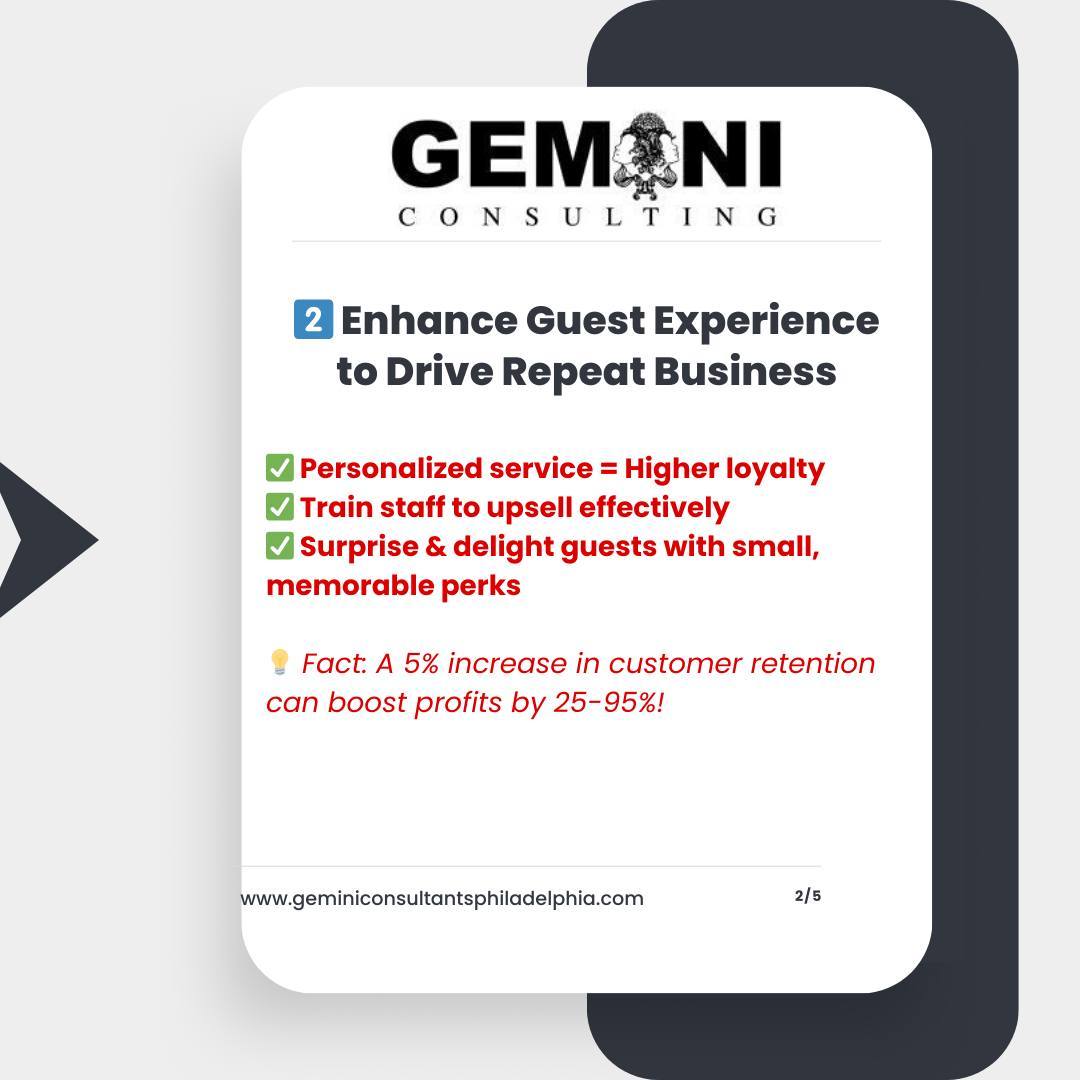 GEMINI
CONSULTING
2 Enhance Guest Experience
to Drive Repeat Business
✅ Personalized service = Higher loyalty
✅ Train staff to upsell effectively
✅ Surprise & delight guests with small,
memorable perks
💡 Fact: A 5% increase in customer retention
can boost profits by 25-95%!
www.geminiconsultantsphiladelphia.com
2/5